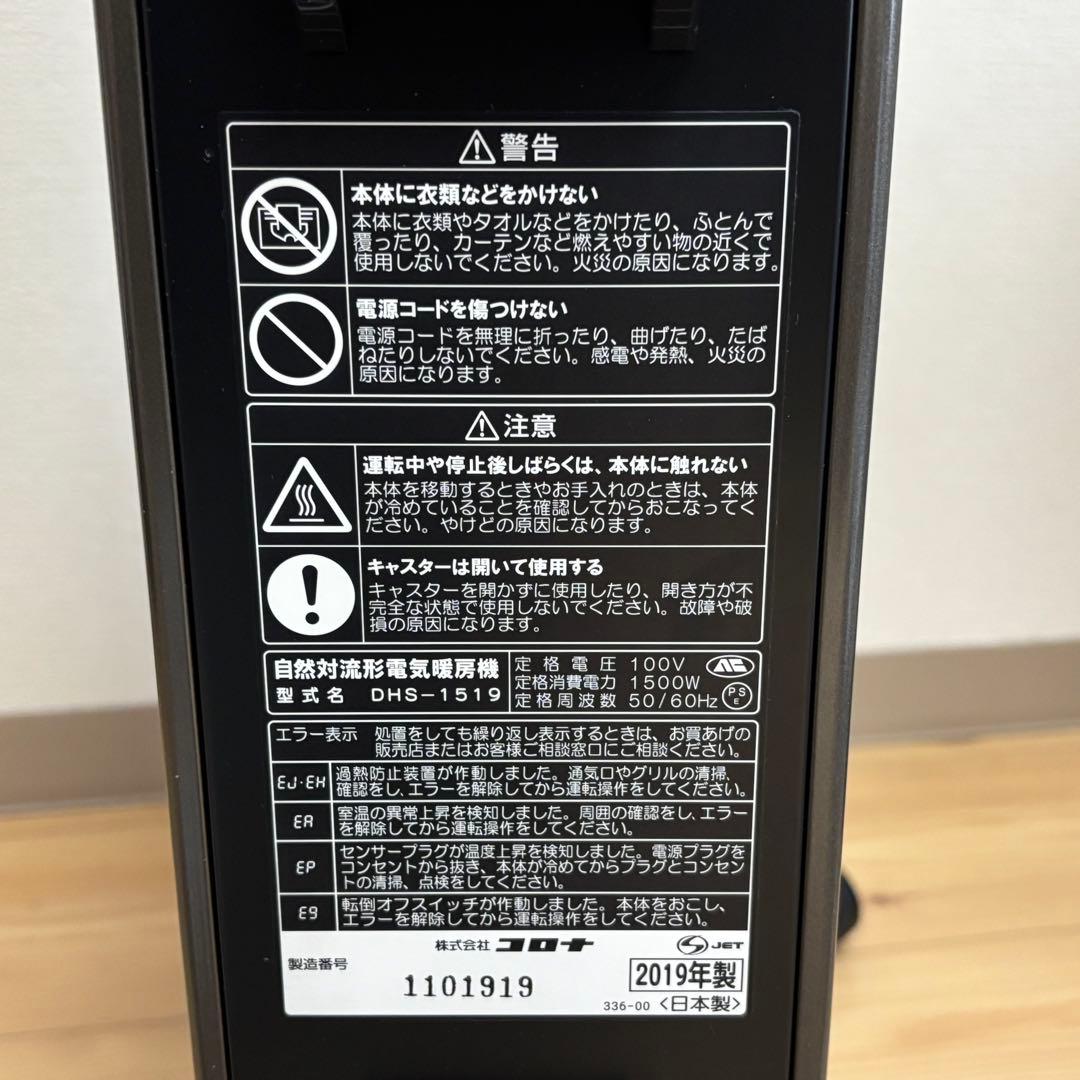 ⚠警告
本体に衣類などをかけない
本体に衣類やタオルなどをかけたり、ふとんで
覆ったり、カーテンなど燃えやすい物の近くで
使用しないでください。火災の原因になります。
電源コードを傷つけない
電源コードを無理に折ったり、曲げたり、たば
ねたりしないでください。感電や発熱、火災の
原因になります。
⚠注意
運転中や停止後しばらくは、本体に触れない
本体を移動するときやお手入れのときは、本体
が冷めていることを確認してからおこなってく
ださい。やけどの原因になります。
キャスターは開いて使用する
キャスターを開かずに使用したり、開き方が不
完全な状態で使用しないでください。故障や破
損の原因になります。
自然対流形電気暖房機
型式名 DHS-1519
定格電圧 100V
定格消費電力 1500W
定格周波数 50/60Hz
PS
E
エラー表示 処置をしても繰り返し表示するときは、お買あげの
販売店またはお客様ご相談窓口にご相談ください。
EJ・EH 過熱防止装置が作動しました。通気口やグリルの清掃、
確認をし、エラーを解除してから運転操作をしてください。
EA 室温の異常上昇を検知しました。周囲の確認をし、エラー
を解除してから運転操作をしてください。
EP センサープラグが温度上昇を検知しました。電源プラグを
コンセントから抜き、本体が冷めてからプラグとコンセン
トの清掃、点検をしてください。
E9 転倒オフスイッチが作動しました。本体をおこし、
エラーを解除してから運転操作をしてください。
株式会社 コロナ
JET
製造番号
1101919
2019年製
336-00 <日本製>